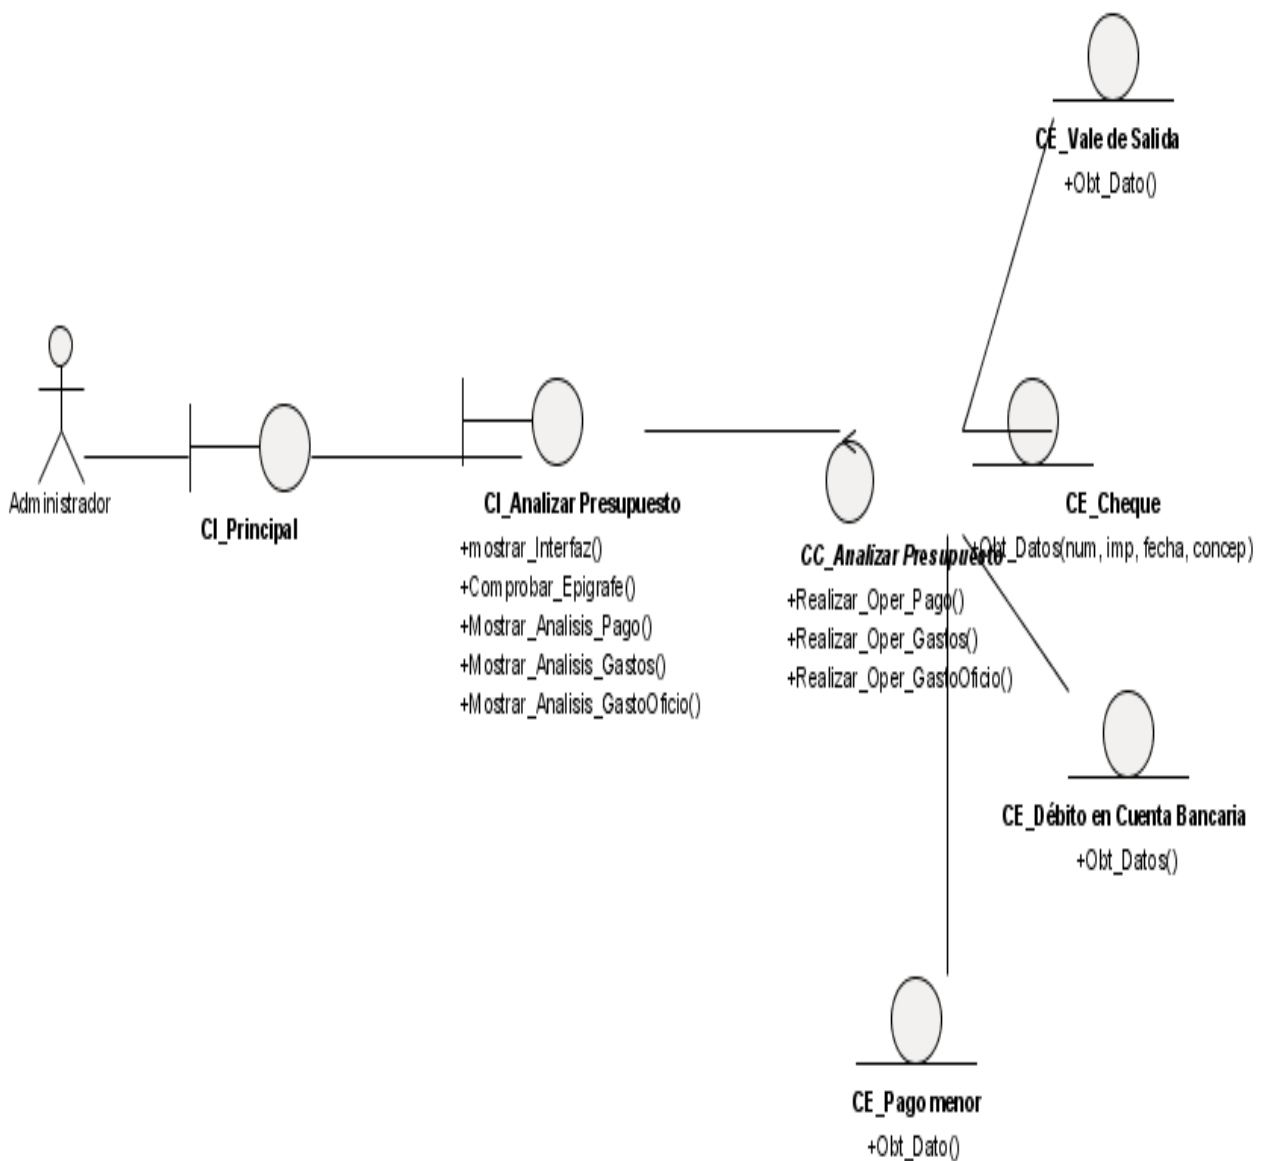 CE_Vale de Salida
+Obt_Dato()
Administrador
CI_Principal
CI_Analizar Presupuesto
+mostrar_Interfaz()
+Comprobar_Epigrafe()
+Mostrar_Analisis_Pago()
+Mostrar_Analisis_Gastos()
+Mostrar_Analisis_GastoOficio()
CC_Analizar Presupuesto
+Realizar_Oper_Pago()
+Realizar_Oper_Gastos()
+Realizar_Oper_GastoOficio()
CE_Cheque
+Obt_Datos(num, imp, fecha, concep)
CE_Débito en Cuenta Bancaria
+Obt_Datos()
CE_Pago menor
+Obt_Dato()